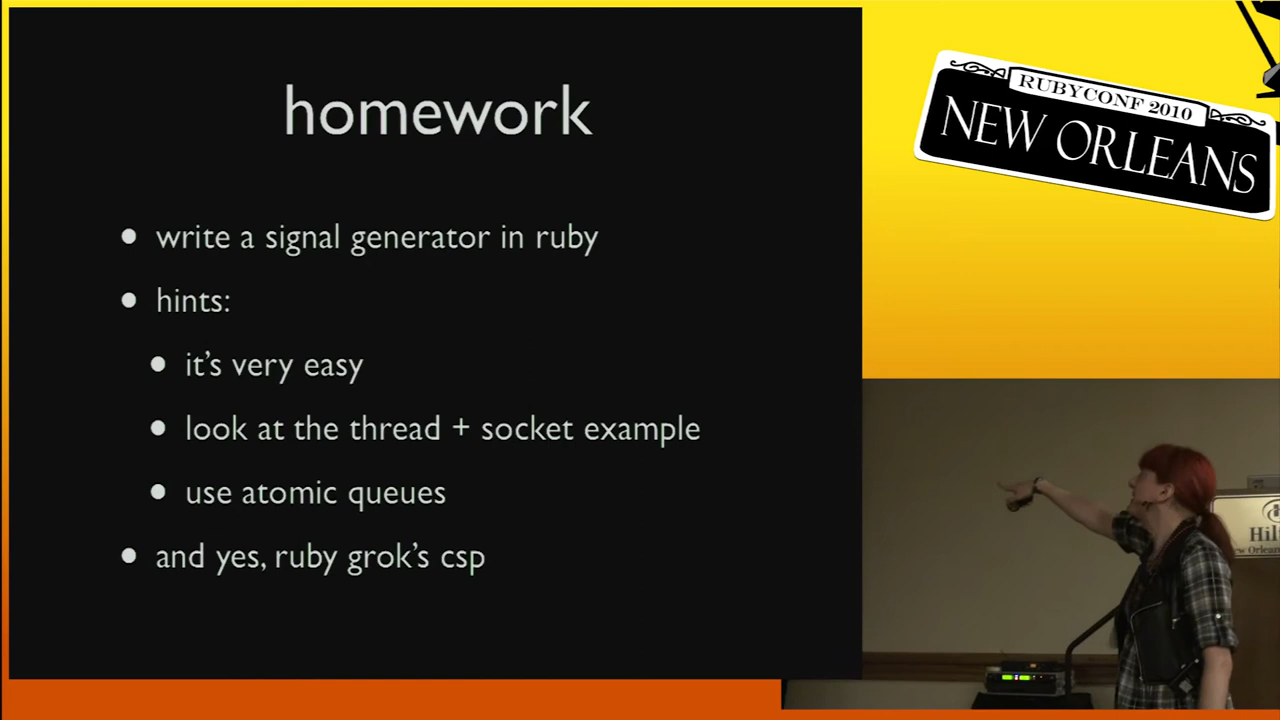 homework
• write a signal generator in ruby
• hints:
• it's very easy
• look at the thread + socket example
• use atomic queues
• and yes, ruby grok's csp
RUBYCONF 2010
NEW ORLEANS